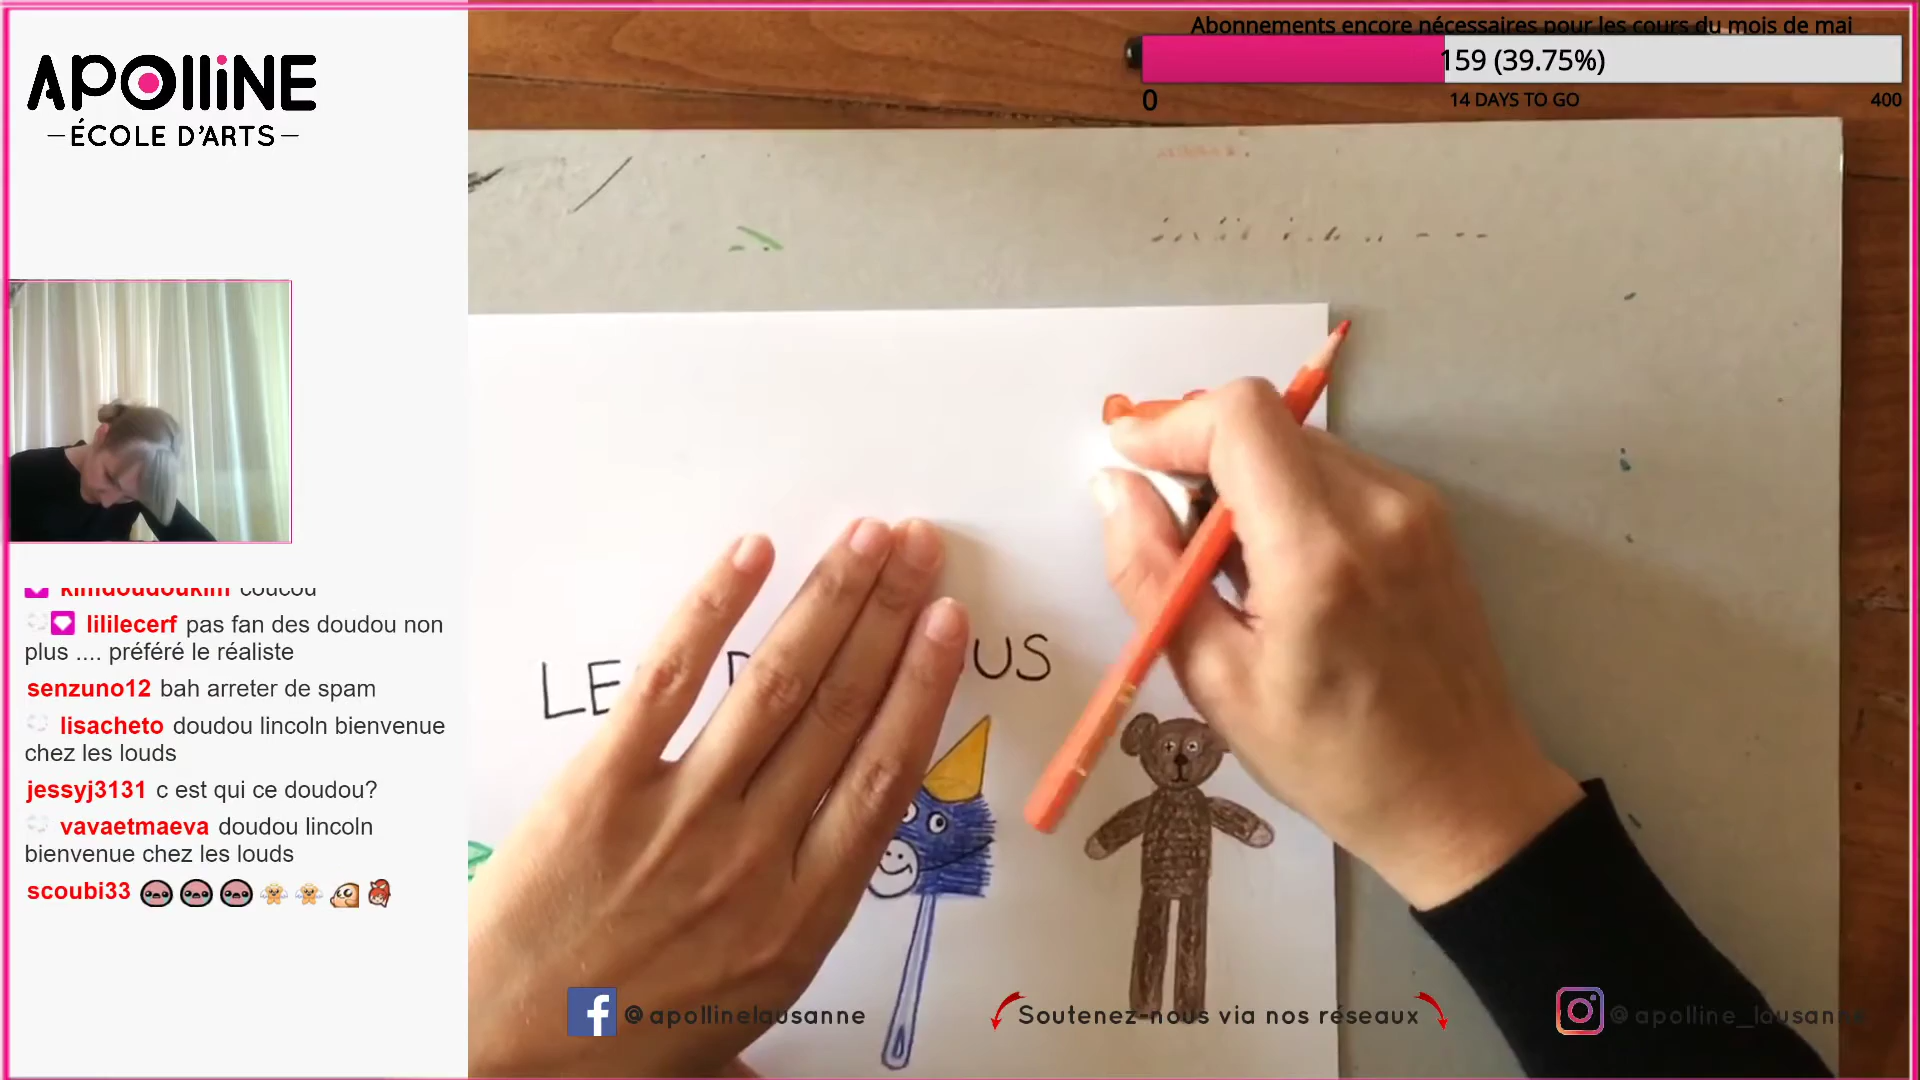 APOLLINE
ÉCOLE D'ARTS
Abonnements encore nécessaires pour les cours du mois de mai
159 (39.75%)
0
14 DAYS TO GO
400
kimdoudoukim coucou
lililecerf pas fan des doudou non
plus .... préféré le réaliste
senzuno12 bah arreter de spam
lisacheto doudou lincoln bienvenue
chez les louds
jessyj3131 c est qui ce doudou?
vavaetmaeva doudou lincoln
bienvenue chez les louds
scoubi33
LE D US
@apollinelausanne
Soutenez-nous via nos réseaux
@apolline_lausanne